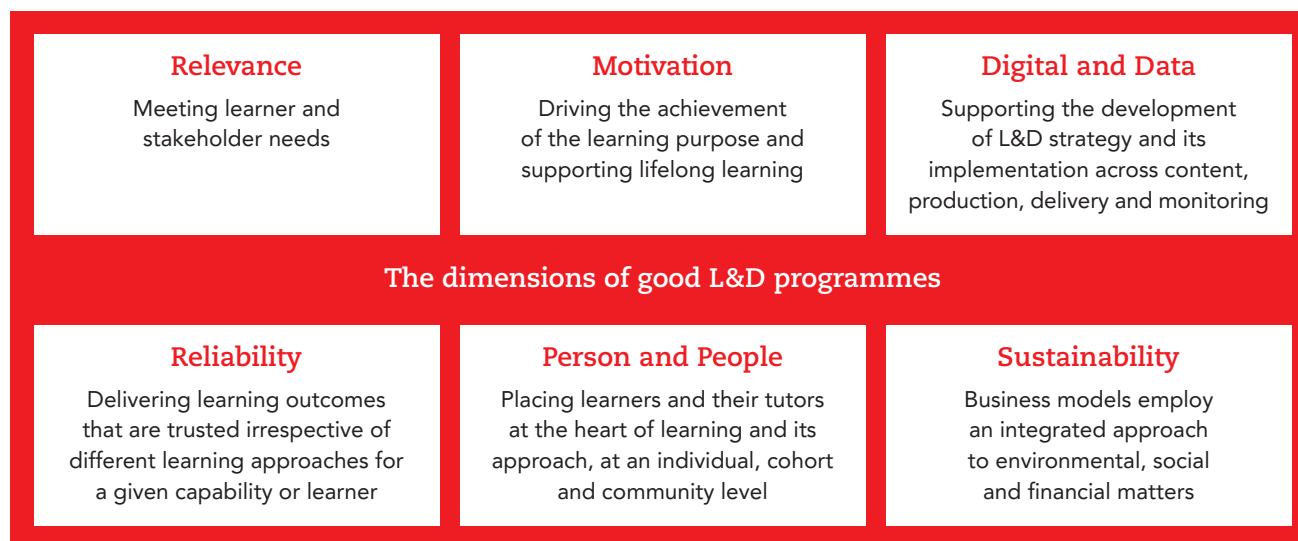 Relevance
Meeting learner and
stakeholder needs
Motivation
Driving the achievement
of the learning purpose and
supporting lifelong learning
Digital and Data
Supporting the development
of L&D strategy and its
implementation across content,
production, delivery and monitoring
The dimensions of good L&D programmes
Reliability
Delivering learning outcomes
that are trusted irrespective of
different learning approaches for
a given capability or learner
Person and People
Placing learners and their tutors
at the heart of learning and its
approach, at an individual, cohort
and community level
Sustainability
Business models employ
an integrated approach
to environmental, social
and financial matters